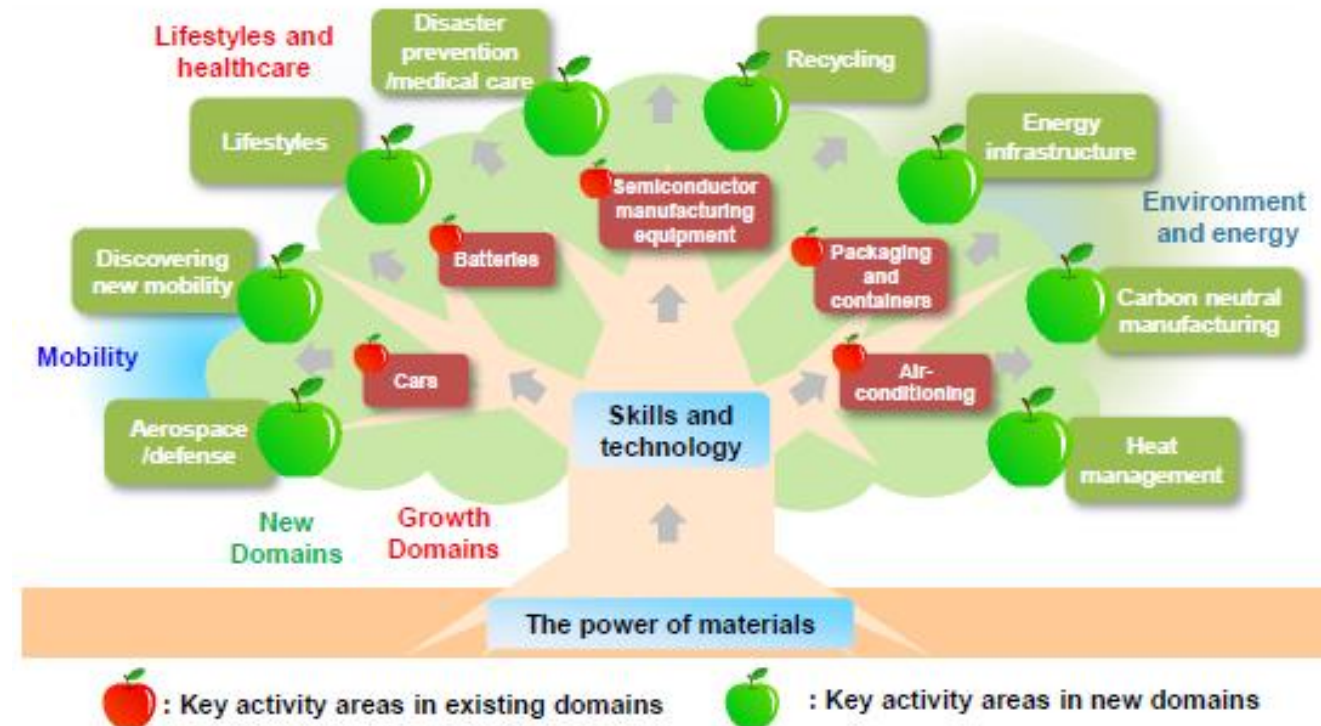 Lifestyles and
healthcare
Disaster
prevention
/medical care
Recycling
Lifestyles
Energy
infrastructure
Semiconductor
manufacturing
equipment
Environment
and energy
Discovering
new mobility
Batteries
Packaging
and
containers
Carbon neutral
manufacturing
Mobility
Cars
Air-
conditioning
Skills and
technology
Aerospace
/defense
Heat
management
New
Domains
Growth
Domains
The power of materials
: Key activity areas in existing domains
: Key activity areas in new domains